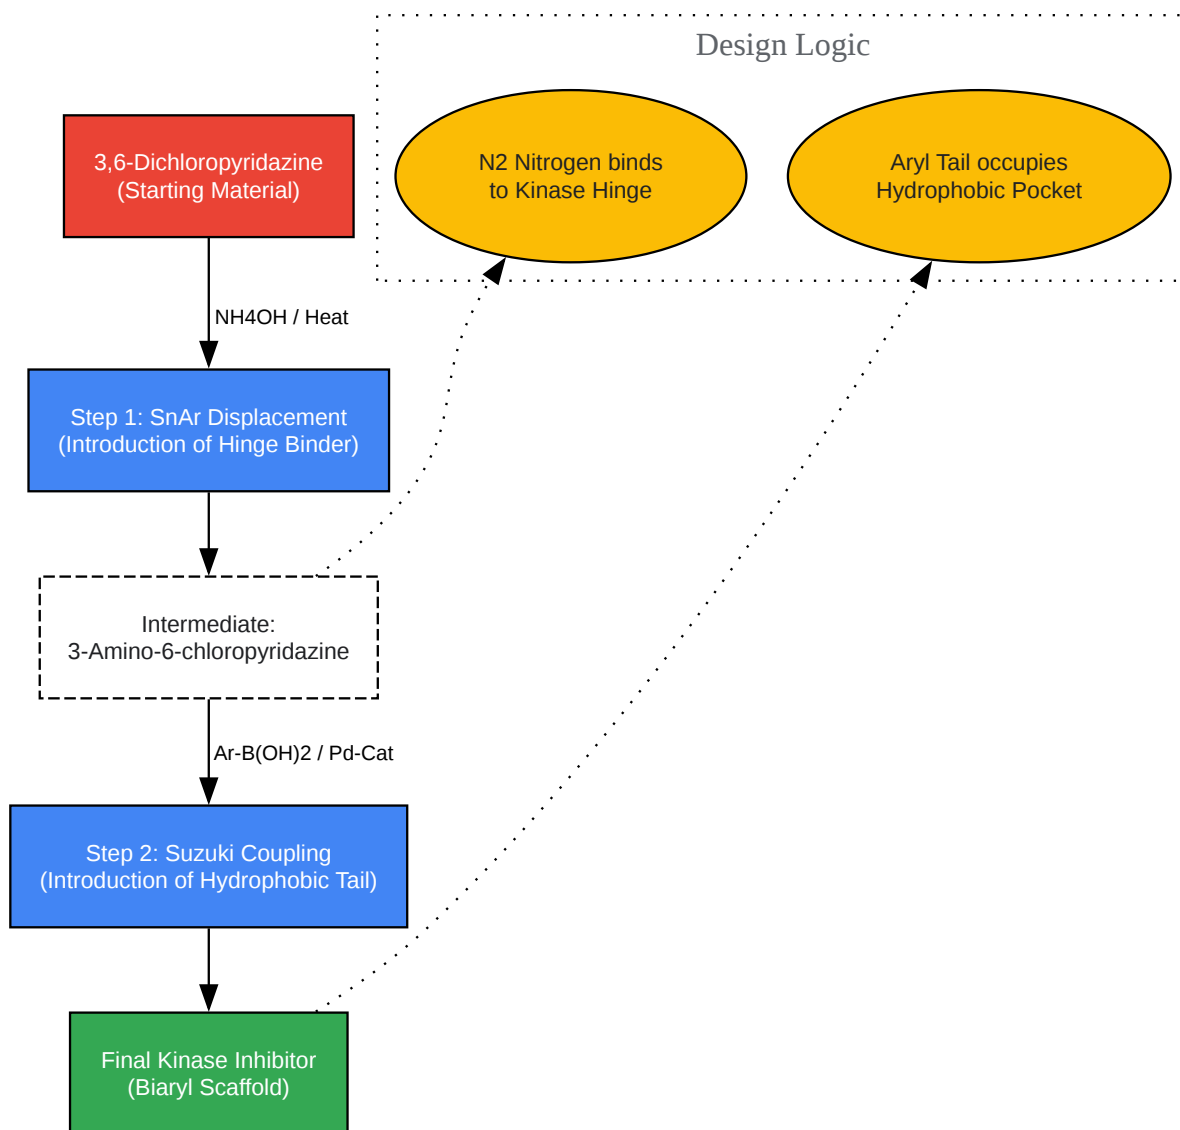 Design Logic
3,6-Dichloropyridazine
(Starting Material)
N2 Nitrogen binds
to Kinase Hinge
Aryl Tail occupies
Hydrophobic Pocket
NH4OH / Heat
Step 1: SnAr Displacement
(Introduction of Hinge Binder)
Intermediate:
3-Amino-6-chloropyridazine
Ar-B(OH)2 / Pd-Cat
Step 2: Suzuki Coupling
(Introduction of Hydrophobic Tail)
Final Kinase Inhibitor
(Biaryl Scaffold)